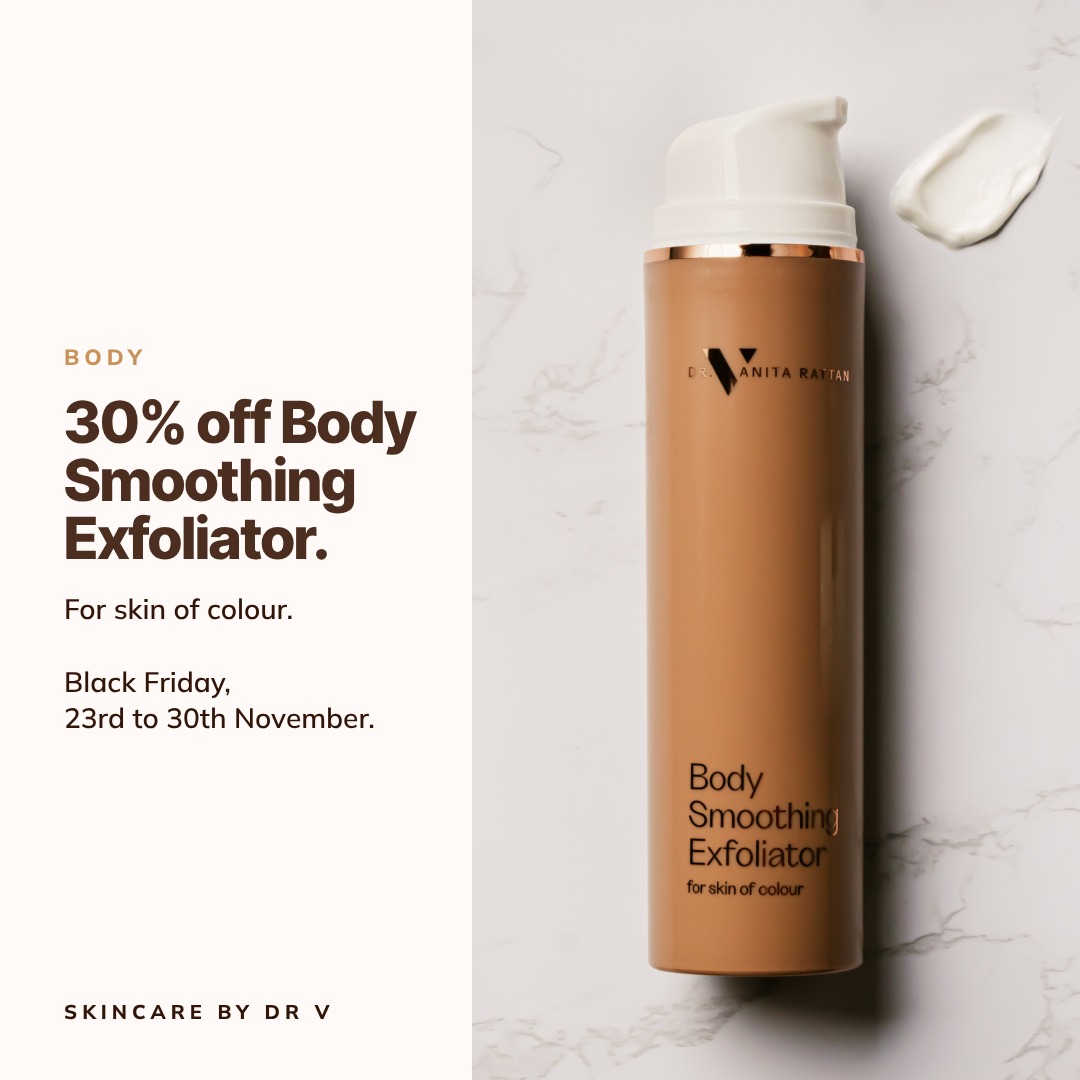 BODY
30% off Body
Smoothing
Exfoliator.
For skin of colour.
Black Friday,
23rd to 30th November.
SKINCARE BY DR V
DR. VANITA RATTAN
Body
Smoothing
Exfoliator
for skin of colour